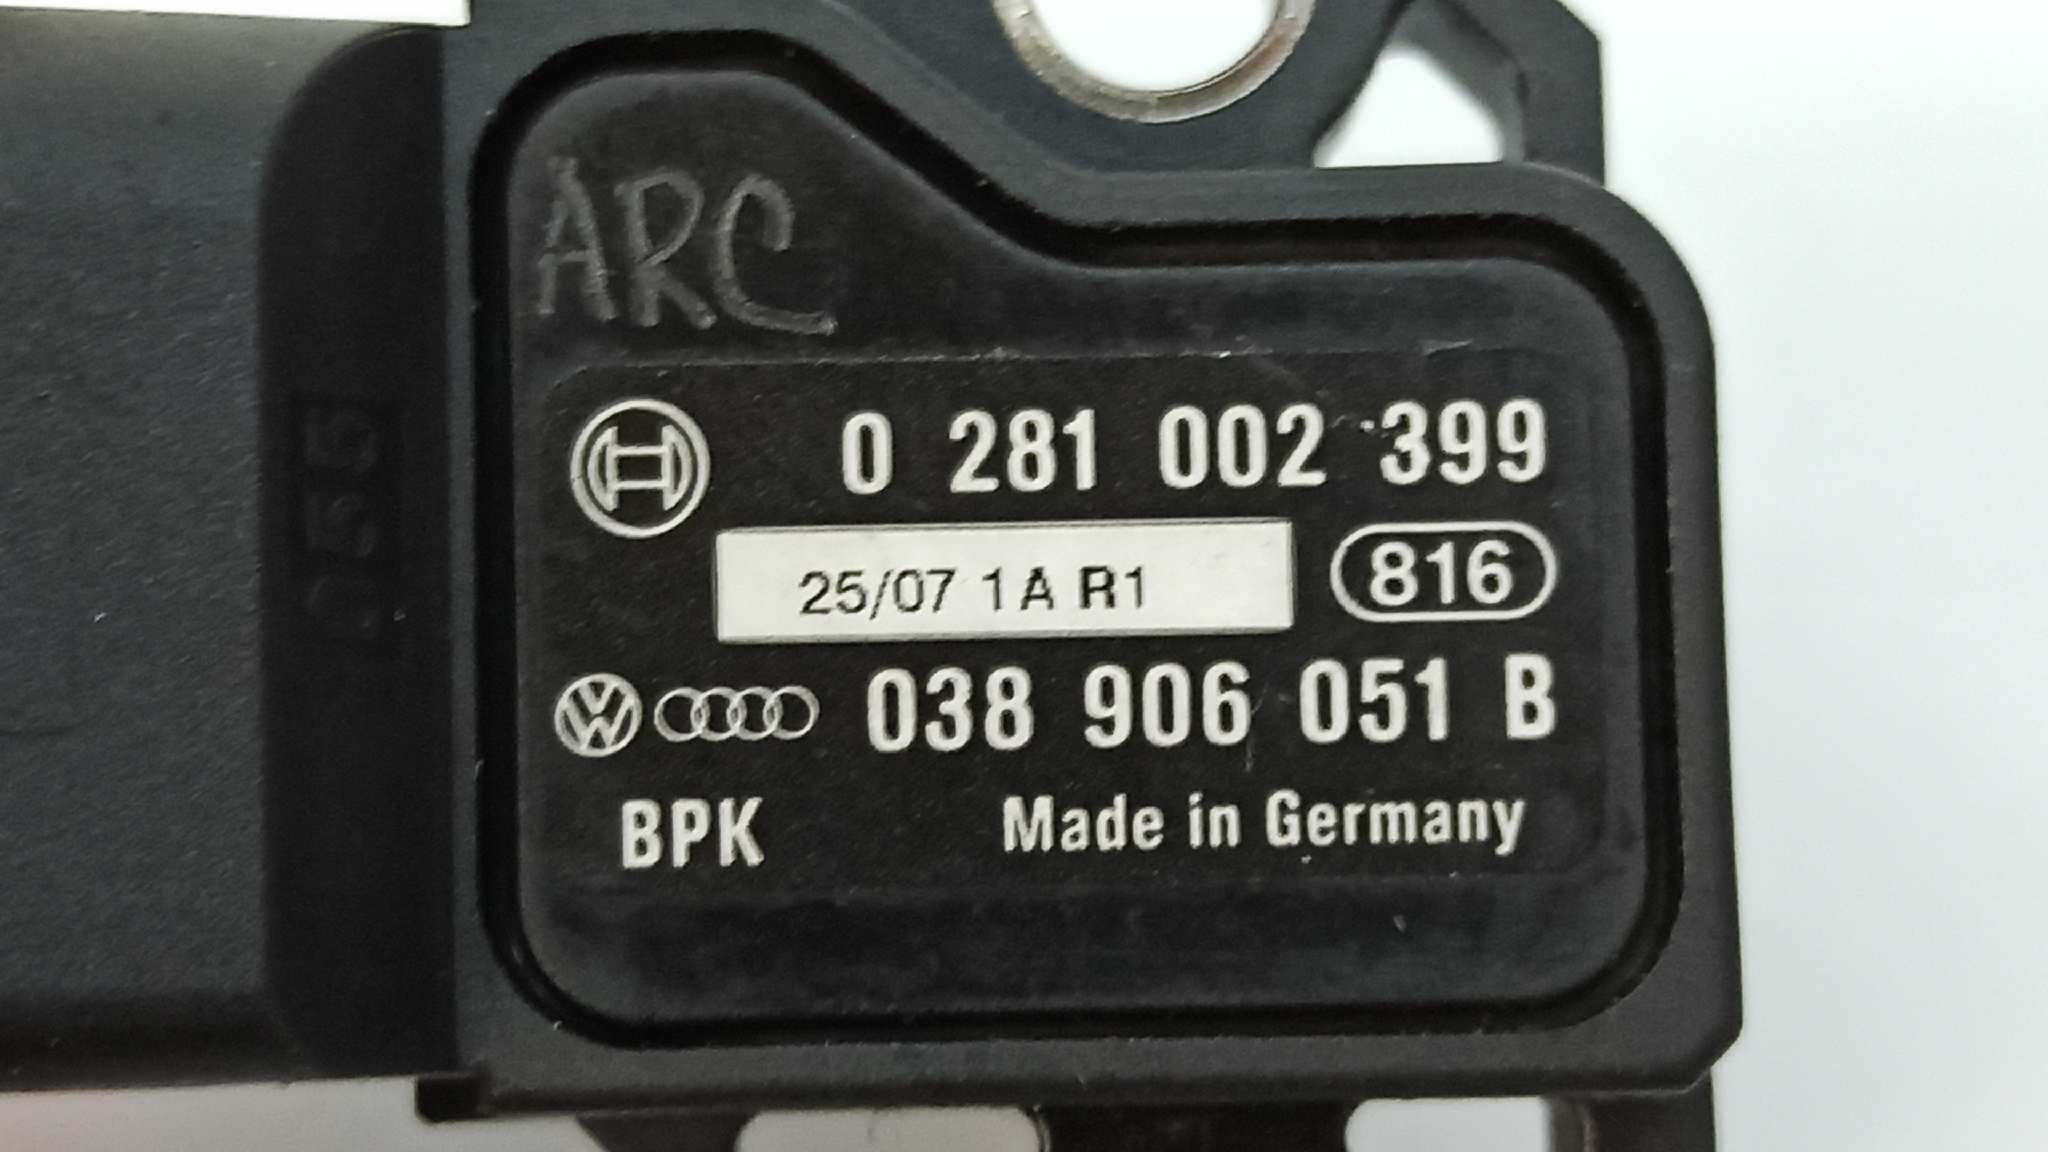 ARC
0 281 002 399
25/07 1A R1
816
038 906 051 B
BPK
Made in Germany